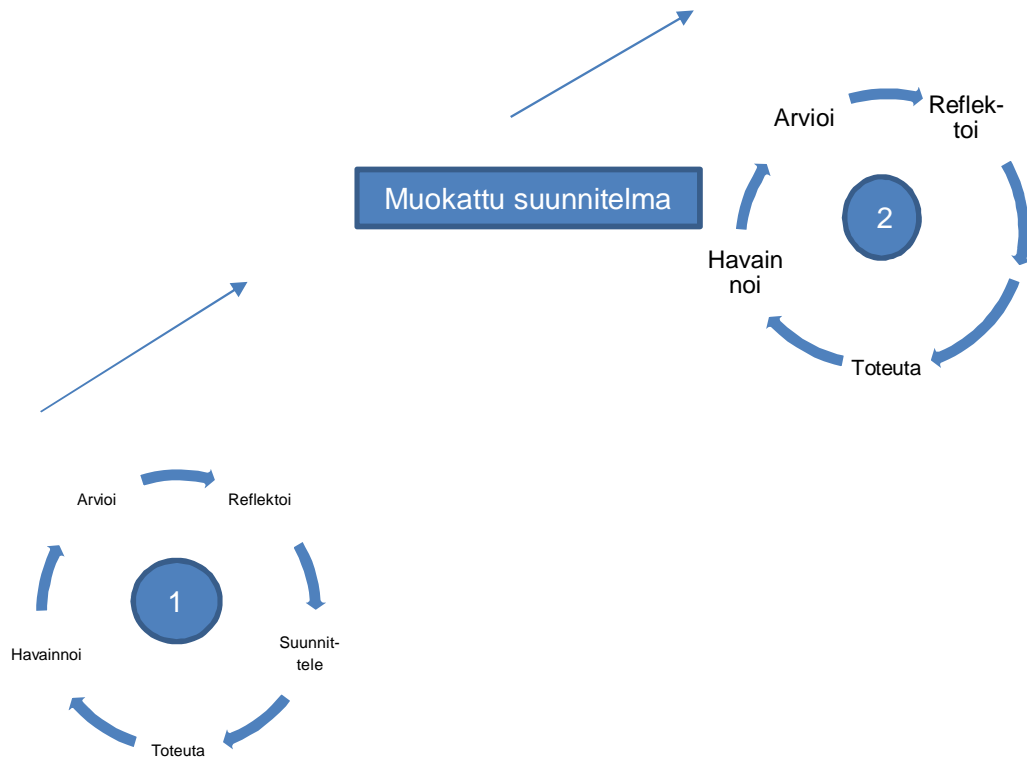 Arvioi
Reflek-
toi
Muokattu suunnitelma
2
Havain
noi
Toteuta
Arvioi
Reflektoi
1
Havainnoi
Suunnit-
tele
Toteuta